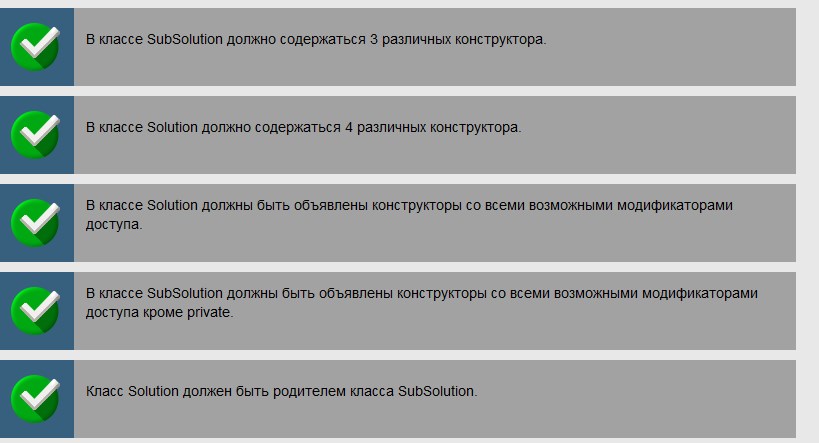 В классе SubSolution должно содержаться 3 различных конструктора.
В классе Solution должно содержаться 4 различных конструктора.
В классе Solution должны быть объявлены конструкторы со всеми возможными модификаторами
доступа.
В классе SubSolution должны быть объявлены конструкторы со всеми возможными модификаторами
доступа кроме private.
Класс Solution должен быть родителем класса SubSolution.